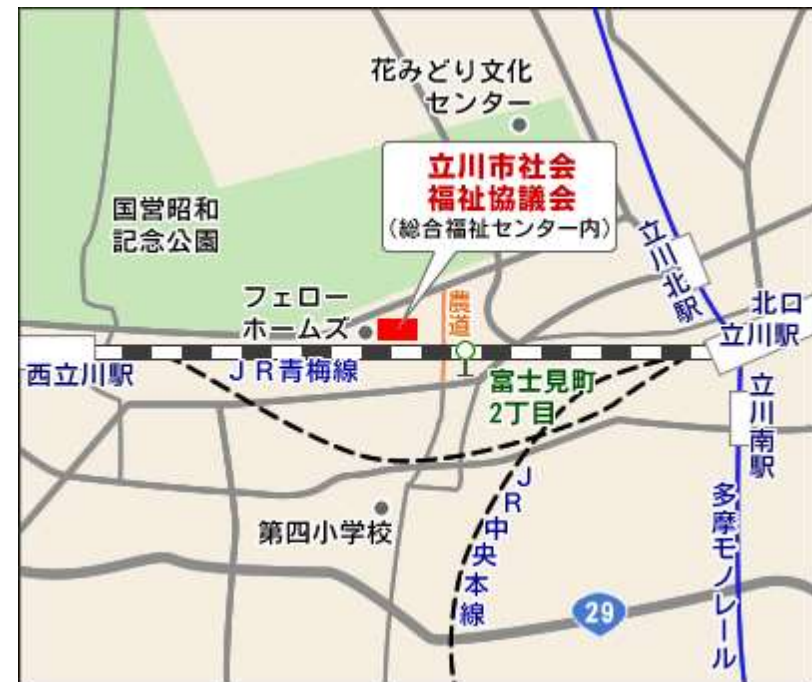 花みどり文化
センター
立川市社会
福祉協議会
（総合福祉センター内）
国営昭和
記念公園
立川北駅
フェロー
ホームズ
農道
北口
立川駅
西立川駅
JR青梅線
富士見町
2丁目
立川南駅
JR中央本線
第四小学校
多摩モノレール
29